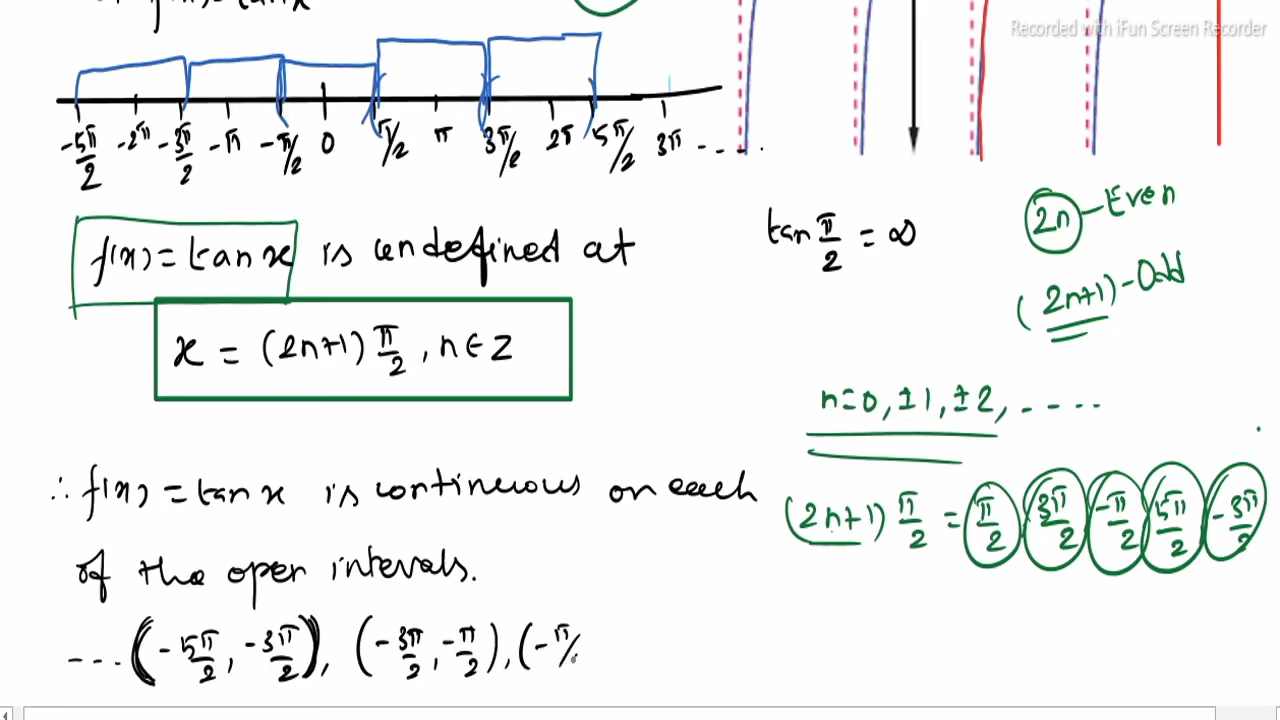 f(x) = tan x
Recorded with iFun Screen Recorder
-5π/2 -2π -3π/2 -π -π/2 0 π/2 π 3π/2 2π 5π/2 3π - - - .
f(x) = tan x is undefined at
x = (2n+1) π/2 , n ∈ Z
tan π/2 = ∞
2n - Even
(2n+1) - Odd
n = 0, ±1, ±2, - - - -
(2n+1) π/2 = π/2 3π/2 -π/2 5π/2 -3π/2
∴ f(x) = tan x is continuous on each
of the open intervals.
--- (-5π/2, -3π/2), (-3π/2, -π/2), (-π/